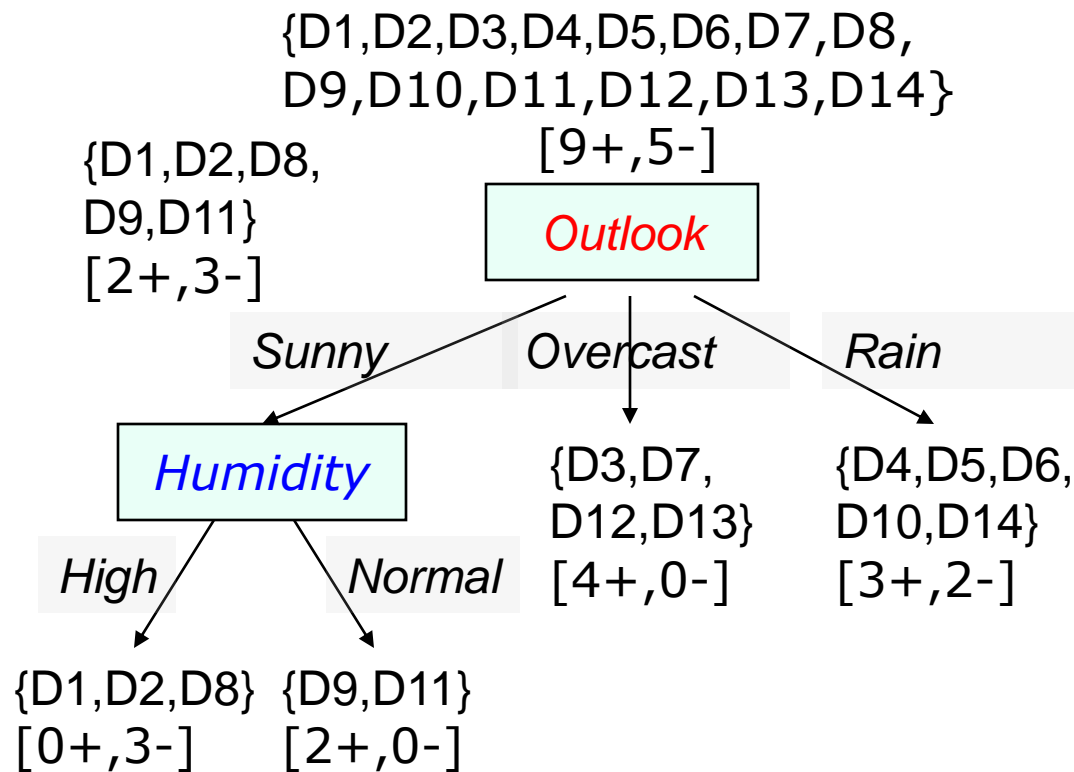 {D1,D2,D3,D4,D5,D6,D7,D8,
D9,D10,D11,D12,D13,D14}
[9+,5-]
{D1,D2,D8,
D9,D11}
[2+,3-]
Outlook
Sunny
Overcast
Rain
Humidity
{D3,D7,
D12,D13}
[4+,0-]
{D4,D5,D6,
D10,D14}
[3+,2-]
High
Normal
{D1,D2,D8}
[0+,3-]
{D9,D11}
[2+,0-]